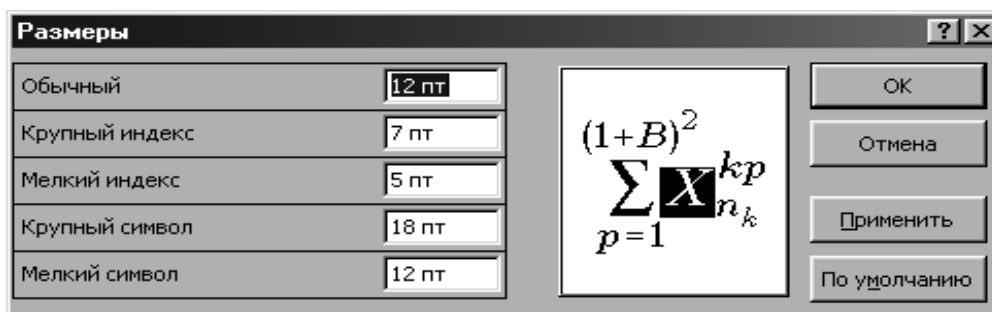 Размеры
Обычный 12 пт
Крупный индекс 7 пт
Мелкий индекс 5 пт
Крупный символ 18 пт
Мелкий символ 12 пт
(1+B)²
∑ X kp n k
p=1
OK
Отмена
Применить
По умолчанию